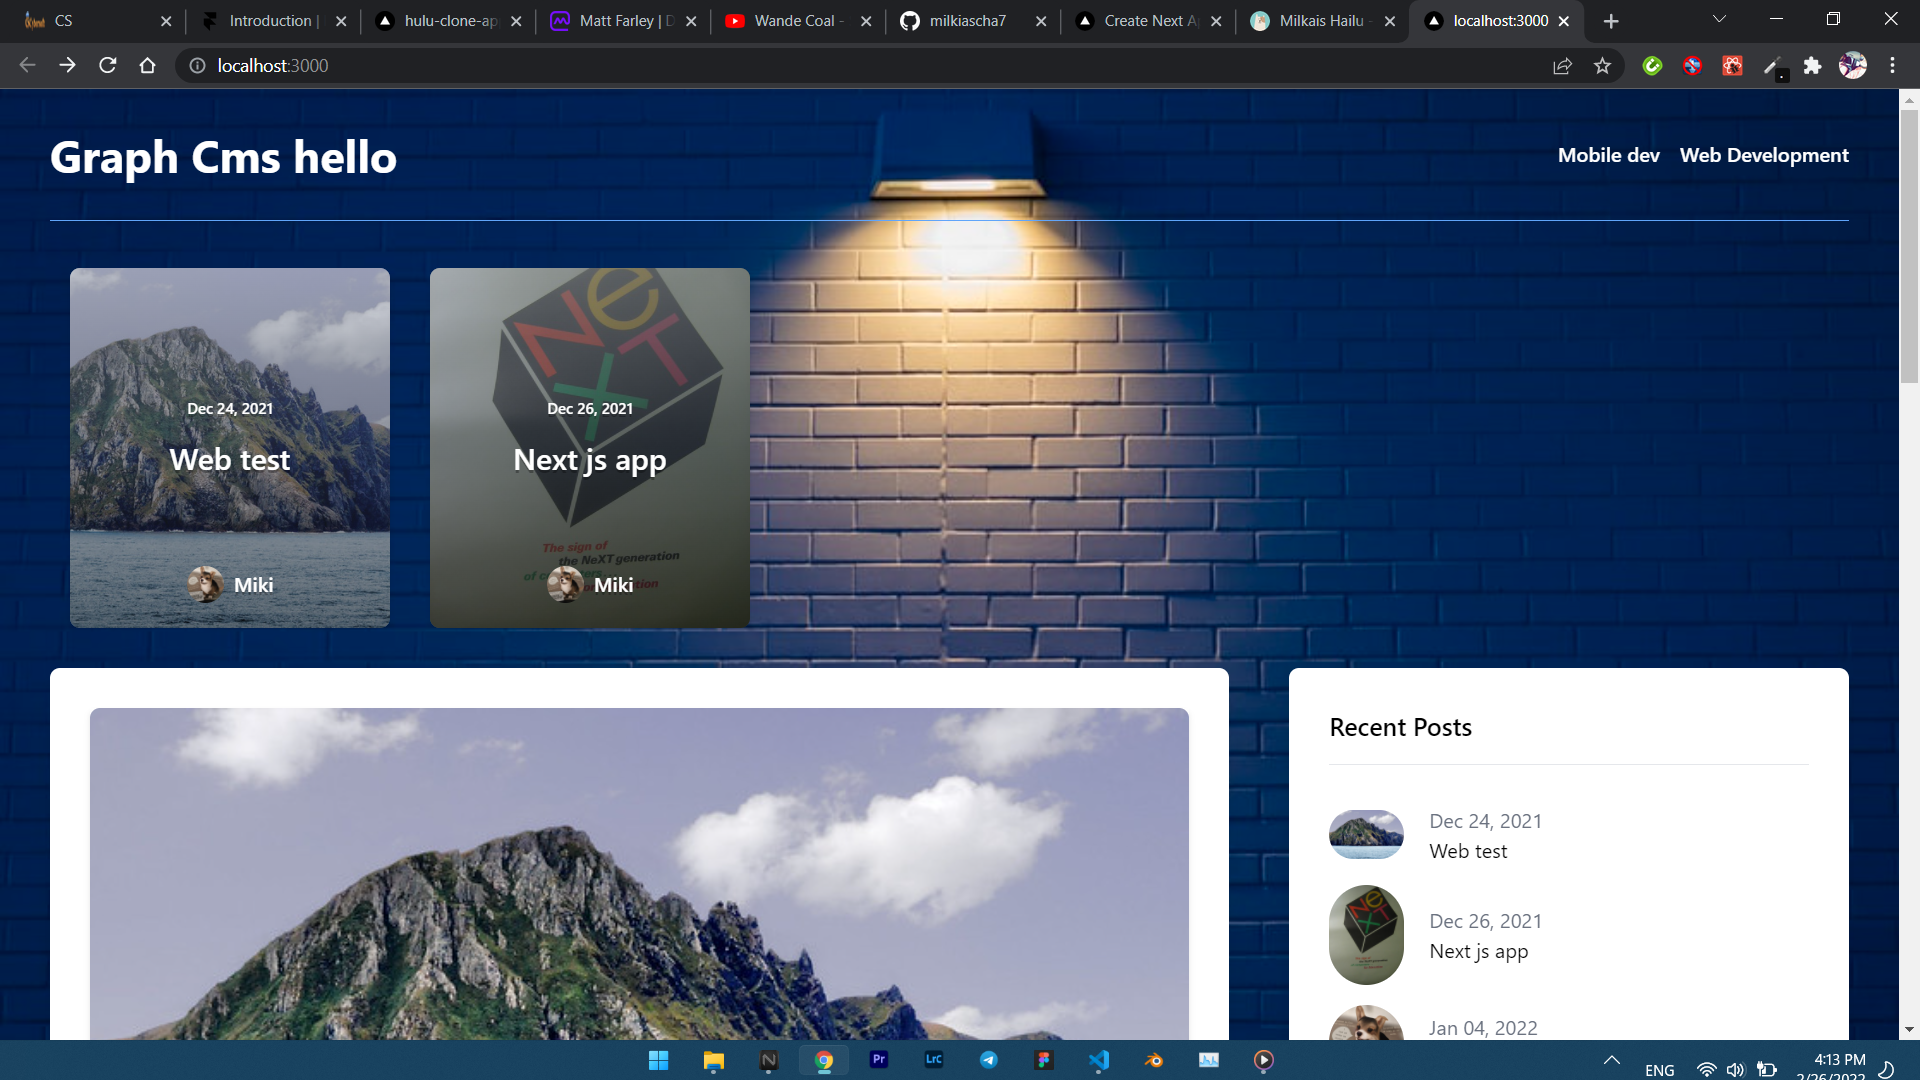 CS
Introduction |
hulu-clone-ap
Matt Farley | D
Wande Coal -
milkiascha7
Create Next A
Milkais Hailu -
localhost:3000
localhost:3000
Graph Cms hello
Mobile dev
Web Development
NeXT
Dec 24, 2021
Dec 26, 2021
Web test
Next js app
The sign of
the NeXT generation
Miki
Miki
Recent Posts
Dec 24, 2021
Web test
Dec 26, 2021
Next js app
Jan 04, 2022
Pr
LrC
ENG
4:13 PM
2/26/2022